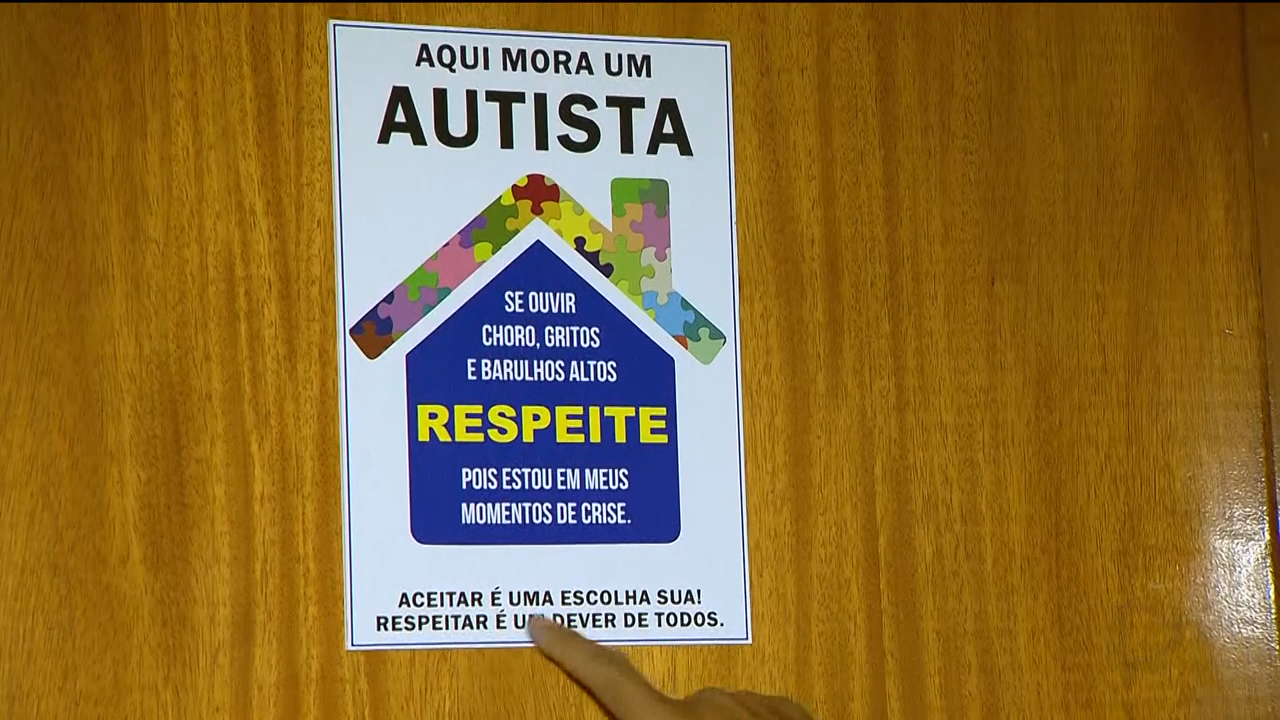 AQUI MORA UM
AUTISTA
SE OUVIR
CHORO, GRITOS
E BARULHOS ALTOS
RESPEITE
POIS ESTOU EM MEUS
MOMENTOS DE CRISE.
ACEITAR É UMA ESCOLHA SUA!
RESPEITAR É UM DEVER DE TODOS.